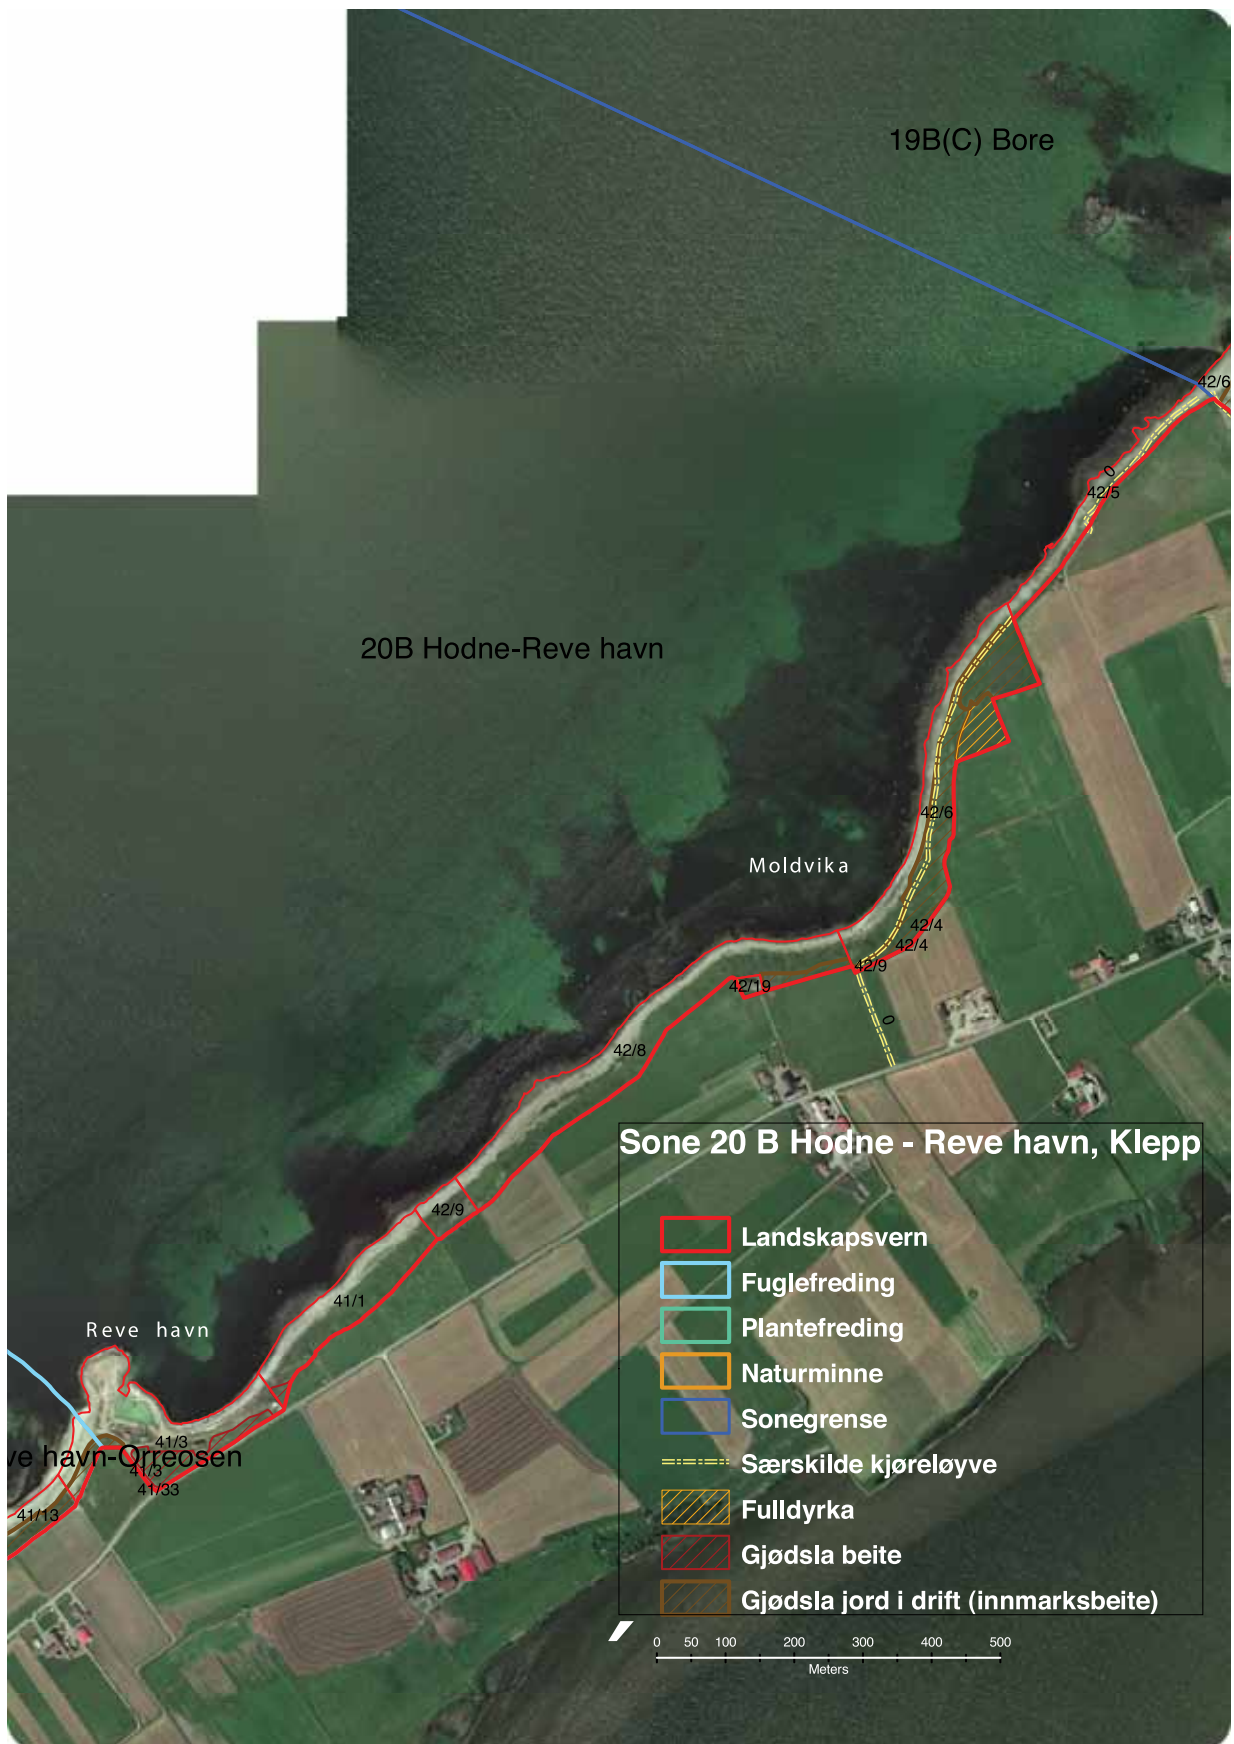 19B(C) Bore
42/6
0
42/5
20B Hodne-Reve havn
42/6
Moldvika
42/4
42/4
42/9
42/19
0
42/8
Sone 20 B Hodne - Reve havn, Klepp
42/9
Landskapsvern
Fuglefreding
41/1
Plantefreding
Reve havn
Naturminne
Sonegrense
41/3
ve havn-Orreosen
41/3
Særskilde kjøreløyve
41/33
Fulldyrka
41/13
Gjødsla beite
Gjødsla jord i drift (innmarksbeite)
0 50 100 200 300 400 500
Meters